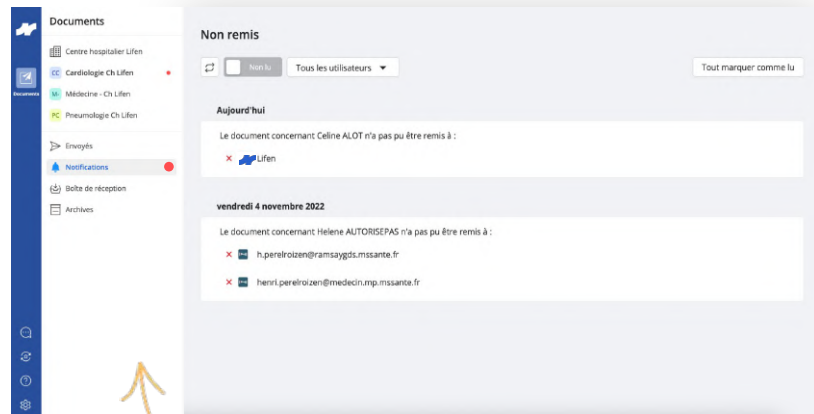 Documents
Centre hospitalier Lifen
CC Cardiologie Ch Lifen
Médecine - Ch Lifen
PC Pneumologie Ch Lifen
Envoyés
Notifications
Boîte de réception
Archives
Documents
Non remis
Non lu
Tous les utilisateurs
Tout marquer comme lu
Aujourd'hui
Le document concernant Celine ALOT n'a pas pu être remis à :
Lifen
vendredi 4 novembre 2022
Le document concernant Helene AUTORISEPAS n'a pas pu être remis à :
h.perelroizen@ramsaygds.mssante.fr
henri.perelroizen@medecin.mp.mssante.fr